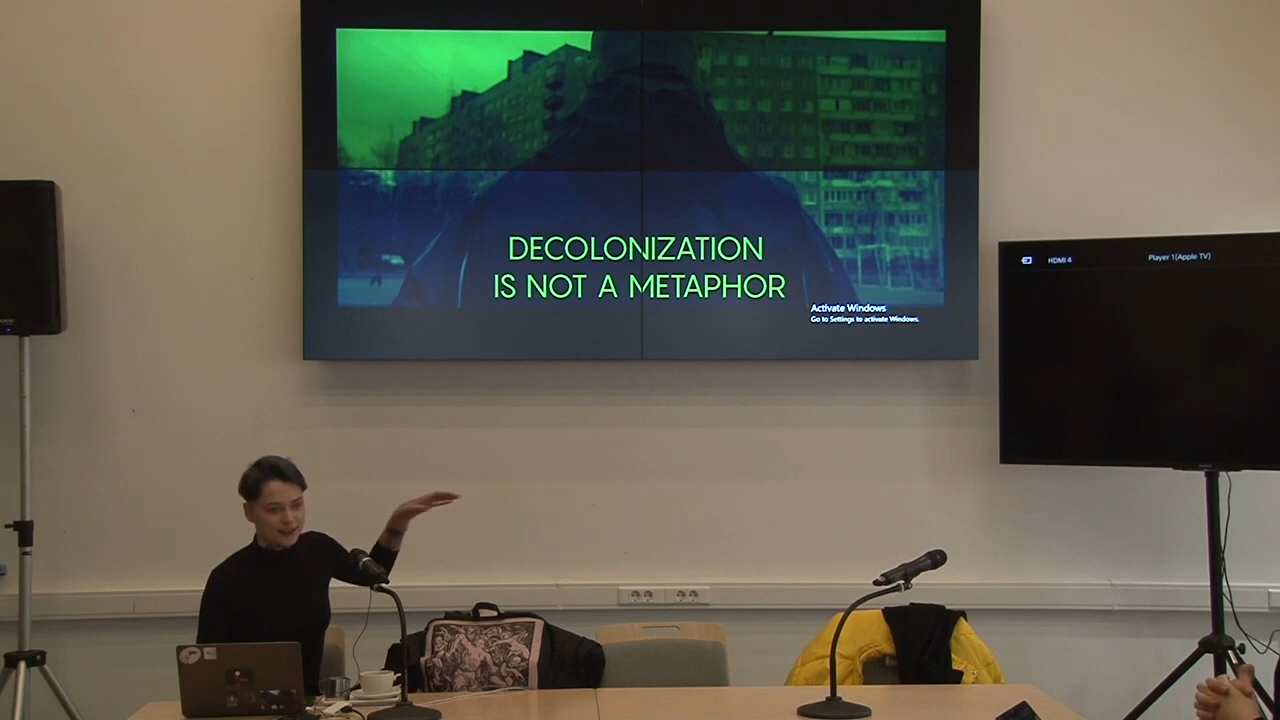 DECOLONIZATION
IS NOT A METAPHOR
Activate Windows
Go to Settings to activate Windows.
HDMI 4
Player 1(Apple TV)